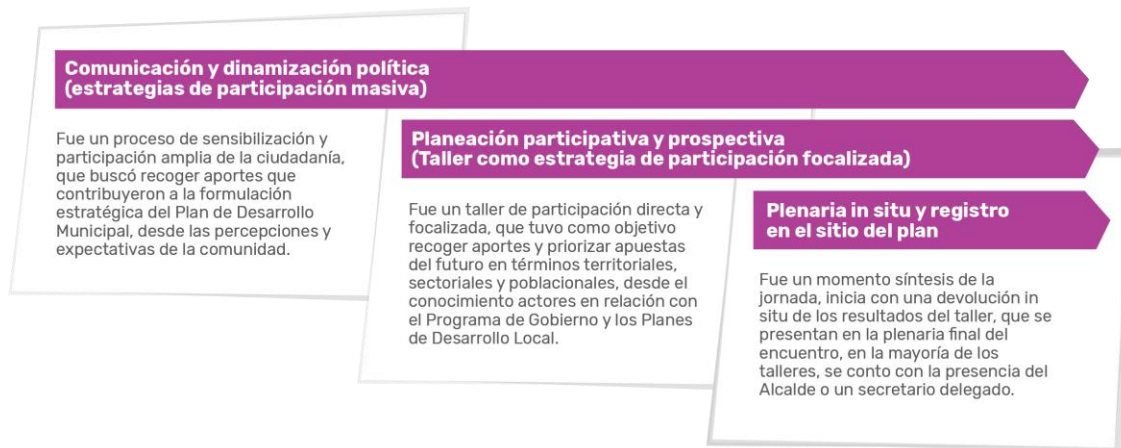 Comunicación y dinamización política
(estrategias de participación masiva)
Fue un proceso de sensibilización y
participación amplia de la ciudadanía,
que buscó recoger aportes que
contribuyeron a la formulación
estratégica del Plan de Desarrollo
Municipal, desde las percepciones y
expectativas de la comunidad.
Planeación participativa y prospectiva
(Taller como estrategia de participación focalizada)
Fue un taller de participación directa y
focalizada, que tuvo como objetivo
recoger aportes y priorizar apuestas
del futuro en términos territoriales,
sectoriales y poblacionales, desde el
conocimiento actores en relación con
el Programa de Gobierno y los Planes
de Desarrollo Local.
Plenaria in situ y registro
en el sitio del plan
Fue un momento síntesis de la
jornada, inicia con una devolución in
situ de los resultados del taller, que se
presentan en la plenaria final del
encuentro, en la mayoría de los
talleres, se conto con la presencia del
Alcalde o un secretario delegado.